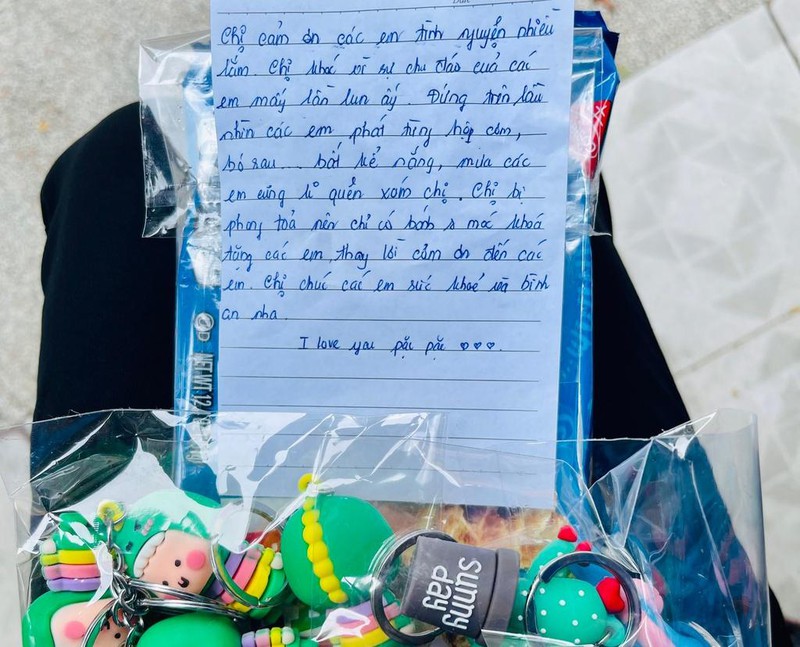 Chị cảm ơn các em tình nguyện nhiều
lắm. Chị khóc vì sự chu đáo của các
em mấy lần lun ấy. Đứng trên lầu
nhìn các em phát từng hộp cơm,
bó rau ... bất kể nắng, mưa các
em cũng k quên xóm chị. Chị bị
phong toả nên chỉ có bánh & móc khoá
tặng các em thay lời cảm ơn đến các
em. Chị chúc các em sức khoẻ và bình
an nha.
I love you pặc pặc ♡♡♡.
NET WT. 12
sunny
day